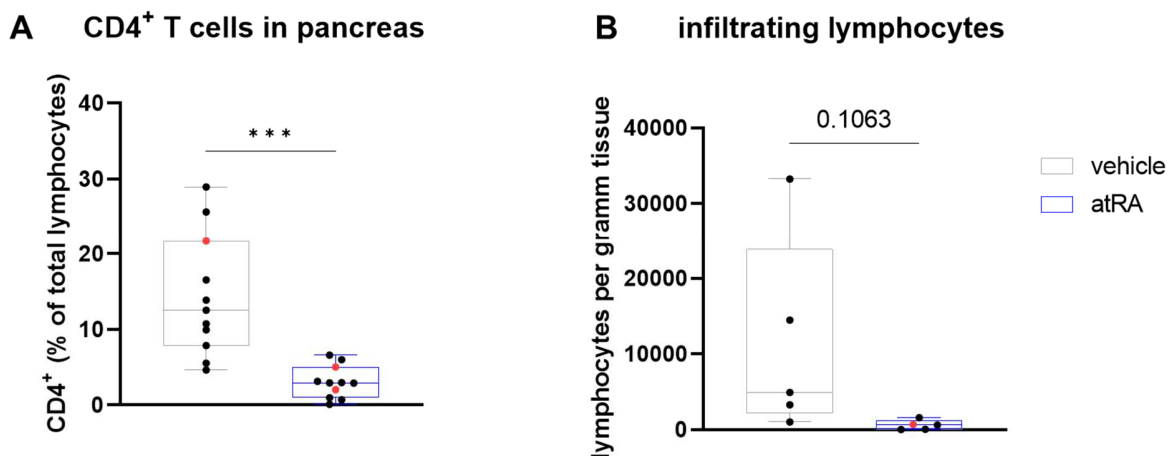 A CD4⁺ T cells in pancreas
CD4⁺ (% of total lymphocytes)
40
30
20
10
0
***
B infiltrating lymphocytes
lymphocytes per gramm tissue
40000
30000
20000
10000
0
0.1063
vehicle
atRA